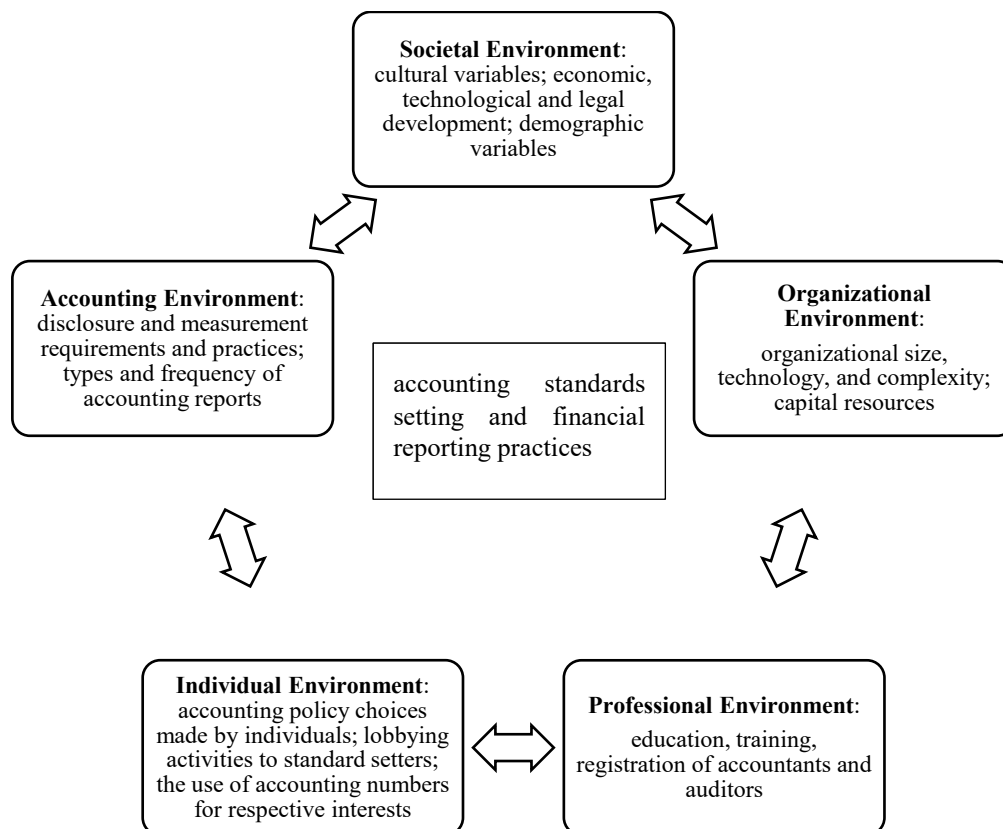 Societal Environment:
cultural variables; economic,
technological and legal
development; demographic
variables
Accounting Environment:
disclosure and measurement
requirements and practices;
types and frequency of
accounting reports
Organizational
Environment:
organizational size,
technology, and complexity;
capital resources
accounting standards
setting and financial
reporting practices
Individual Environment:
accounting policy choices
made by individuals; lobbying
activities to standard setters;
the use of accounting numbers
for respective interests
Professional Environment:
education, training,
registration of accountants and
auditors